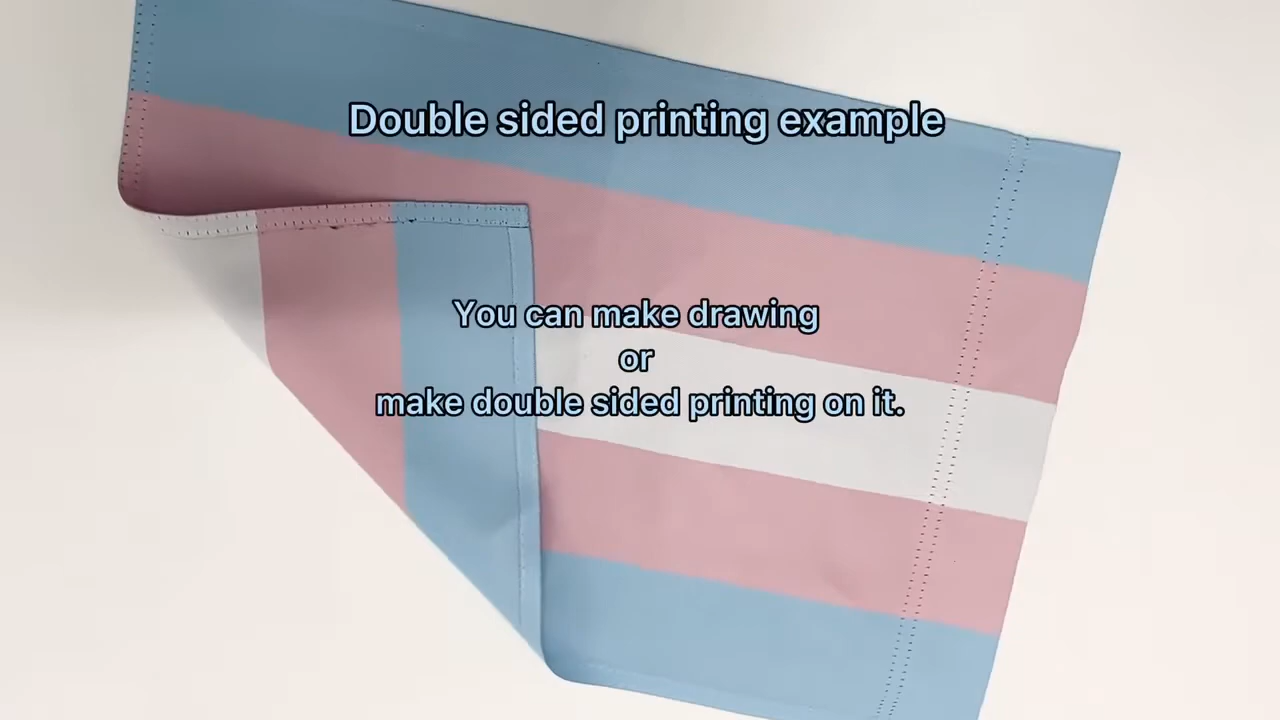 Double sided printing example
You can make drawing
or
make double sided printing on it.